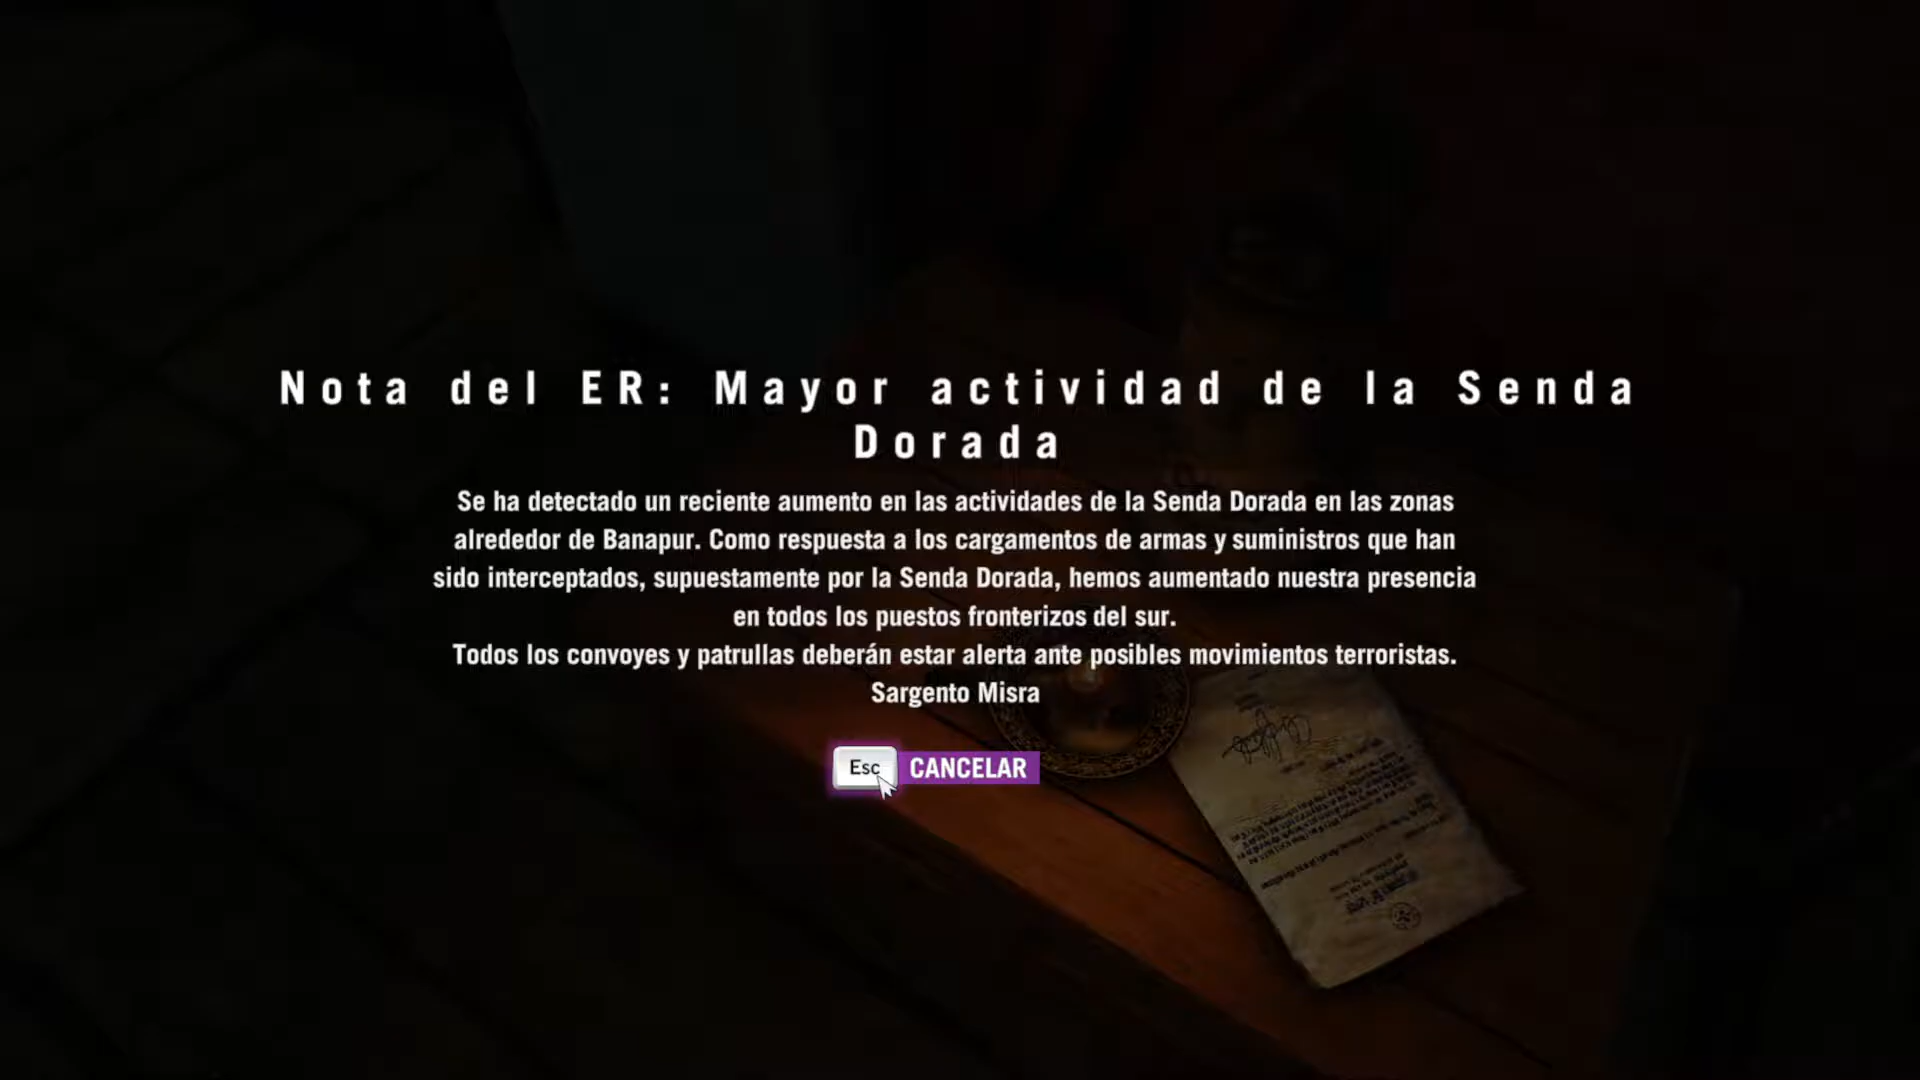 Nota del ER: Mayor actividad de la Senda
Dorada
Se ha detectado un reciente aumento en las actividades de la Senda Dorada en las zonas
alrededor de Banapur. Como respuesta a los cargamentos de armas y suministros que han
sido interceptados, supuestamente por la Senda Dorada, hemos aumentado nuestra presencia
en todos los puestos fronterizos del sur.
Todos los convoyes y patrullas deberán estar alerta ante posibles movimientos terroristas.
Sargento Misra
Esc CANCELAR